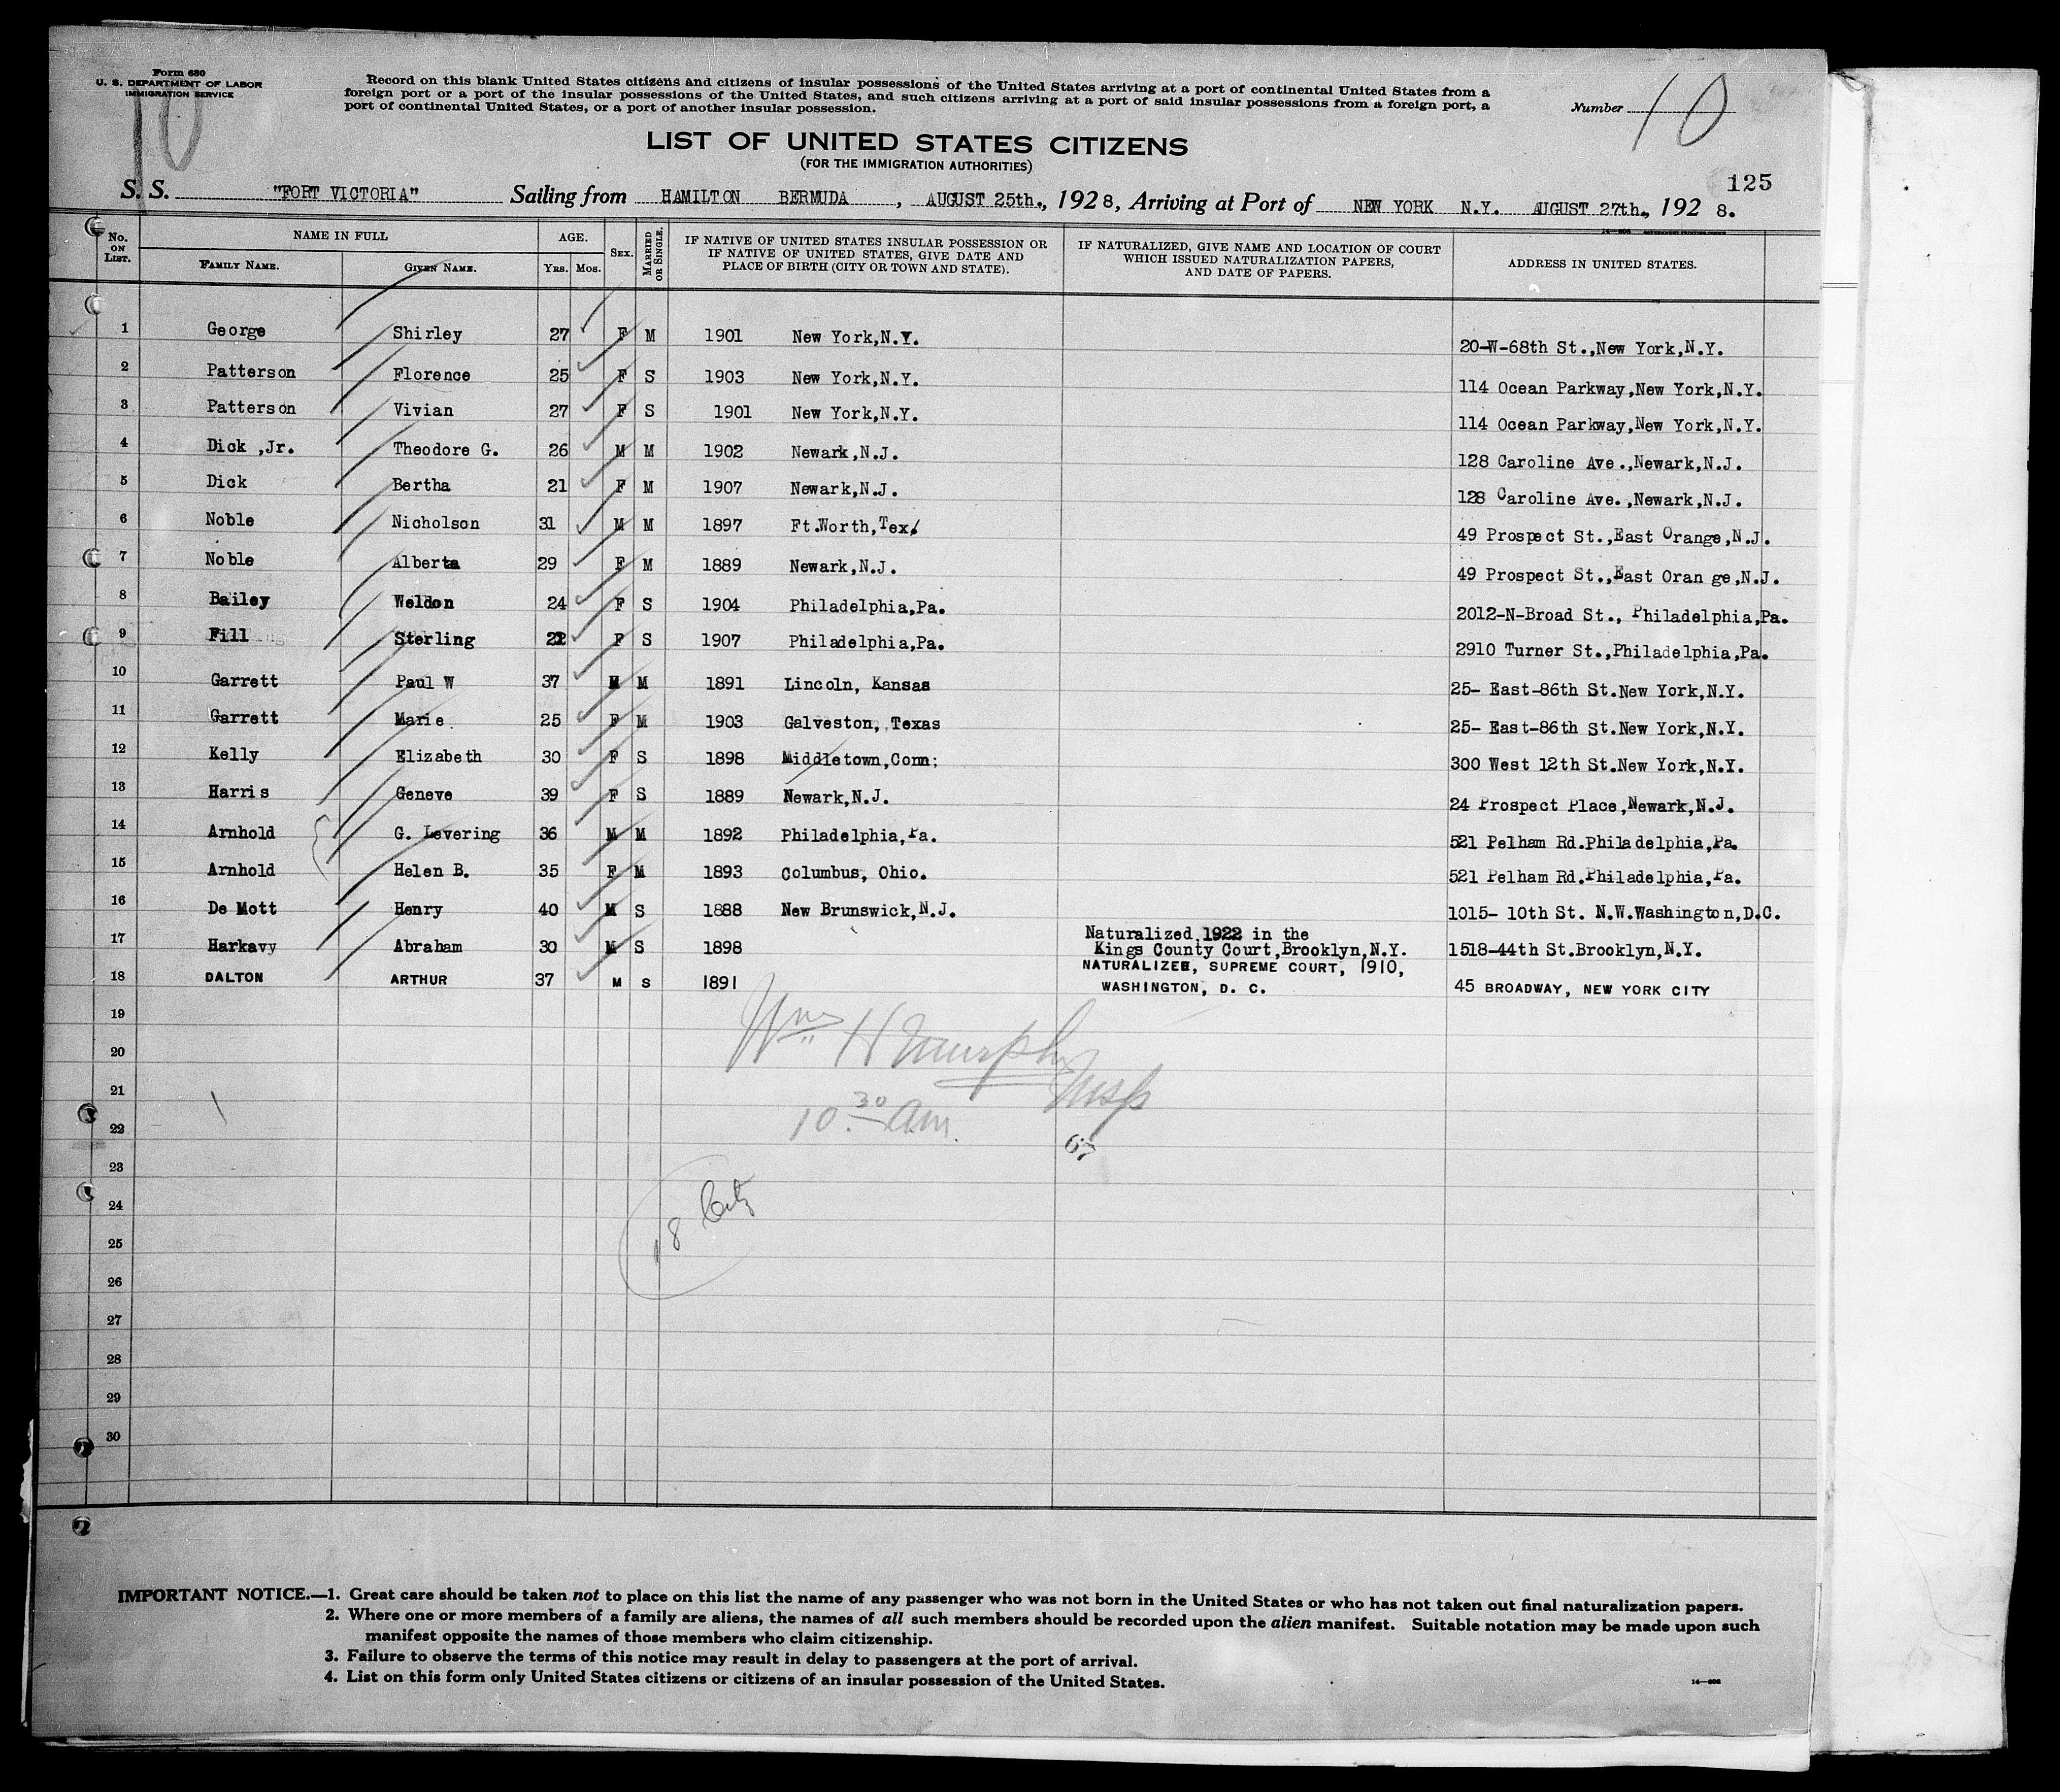 Form 630
U. S. DEPARTMENT OF LABOR
IMMIGRATION SERVICE
10
Record on this blank United States citizens and citizens of insular possessions of the United States arriving at a port of continental United States from a
foreign port or a port of the insular possessions of the United States, and such citizens arriving at a port of said insular possessions from a foreign port, a
port of continental United States, or a port of another insular possession.
Number 10
LIST OF UNITED STATES CITIZENS
(FOR THE IMMIGRATION AUTHORITIES)
125
S. S. "FORT VICTORIA" Sailing from HAMILTON BERMUDA , AUGUST 25th., 1928, Arriving at Port of NEW YORK N.Y. AUGUST 27th., 1928.
No. ON LIST. NAME IN FULL FAMILY NAME. GIVEN NAME. AGE. YRS. MOS. SEX. MARRIED OR SINGLE. IF NATIVE OF UNITED STATES INSULAR POSSESSION OR IF NATIVE OF UNITED STATES, GIVE DATE AND PLACE OF BIRTH (CITY OR TOWN AND STATE). IF NATURALIZED, GIVE NAME AND LOCATION OF COURT WHICH ISSUED NATURALIZATION PAPERS, AND DATE OF PAPERS. ADDRESS IN UNITED STATES.
1 George Shirley 27 F M 1901 New York,N.Y. 20-W-68th St.,New York,N.Y.
2 Patterson Florence 25 F S 1903 New York,N.Y. 114 Ocean Parkway,New York,N.Y.
3 Patterson Vivian 27 F S 1901 New York,N.Y. 114 Ocean Parkway,New York,N.Y.
4 Dick ,Jr. Theodore G. 26 M M 1902 Newark,N.J. 128 Caroline Ave.,Newark,N.J.
5 Dick Bertha 21 F M 1907 Newark,N.J. 128 Caroline Ave.,Newark,N.J.
6 Noble Nicholson 31 M M 1897 Ft.Worth,Tex. 49 Prospect St.,East Orange,N.J.
7 Noble Alberta 29 F M 1889 Newark,N.J. 49 Prospect St.,East Oran ge,N.J.
8 Bailey Weldon 24 F S 1904 Philadelphia,Pa. 2012-N-Broad St., Philadelphia,Pa.
9 Fill Sterling 21 F S 1907 Philadelphia,Pa. 2910 Turner St.,Philadelphia,Pa.
10 Garrett Paul W 37 M M 1891 Lincoln, Kansas 25- East-86th St.New York,N.Y.
11 Garrett Marie 25 F M 1903 Galveston, Texas 25- East-86th St.New York,N.Y.
12 Kelly Elizabeth 30 F S 1898 Middletown,Conn; 300 West 12th St.New York,N.Y.
13 Harris Geneve 39 F S 1889 Newark,N.J. 24 Prospect Place,Newark,N.J.
14 Arnhold G. Levering 36 M M 1892 Philadelphia,Pa. 521 Pelham Rd.Philadelphia,Pa.
15 Arnhold Helen B. 35 F M 1893 Columbus, Ohio. 521 Pelham Rd.Philadelphia,Pa.
16 De Mott Henry 40 M S 1888 New Brunswick,N.J. 1015- 10th St. N.W.Washington,D.C.
17 Harkavy Abraham 30 M S 1898 Naturalized 1922 in the Kings County Court,Brooklyn,N.Y. 1518-44th St.Brooklyn,N.Y.
18 DALTON ARTHUR 37 M S 1891 NATURALIZED, SUPREME COURT, 1910, WASHINGTON, D. C. 45 BROADWAY, NEW YORK CITY
19
20
Wm H Murphy
Insp
21
10 30 am.
22
67
23
24
18 Citz
25
26
27
28
29
30
IMPORTANT NOTICE.—1. Great care should be taken not to place on this list the name of any passenger who was not born in the United States or who has not taken out final naturalization papers.
2. Where one or more members of a family are aliens, the names of all such members should be recorded upon the alien manifest. Suitable notation may be made upon such
manifest opposite the names of those members who claim citizenship.
3. Failure to observe the terms of this notice may result in delay to passengers at the port of arrival.
4. List on this form only United States citizens or citizens of an insular possession of the United States.